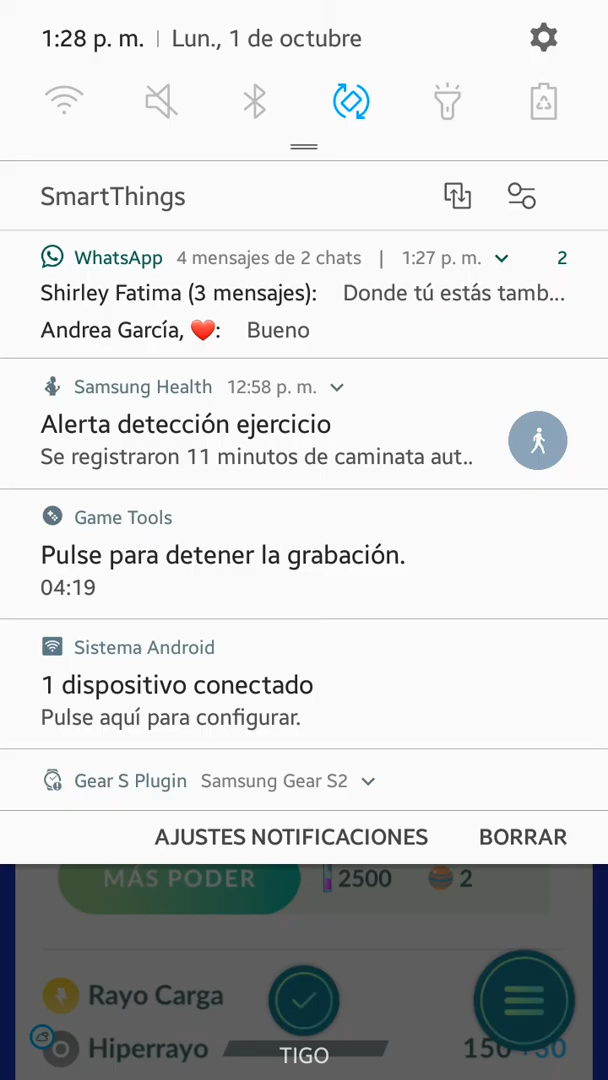 1:28 p. m. | Lun., 1 de octubre
SmartThings
WhatsApp 4 mensajes de 2 chats | 1:27 p. m. 2
Shirley Fatima (3 mensajes): Donde tú estás tamb...
Andrea García, ❤️: Bueno
Samsung Health 12:58 p. m.
Alerta detección ejercicio
Se registraron 11 minutos de caminata aut..
Game Tools
Pulse para detener la grabación.
04:19
Sistema Android
1 dispositivo conectado
Pulse aquí para configurar.
Gear S Plugin Samsung Gear S2
AJUSTES NOTIFICACIONES BORRAR
MÁS PODER 2500 2
Rayo Carga
Hiperrayo 150 +30
TIGO